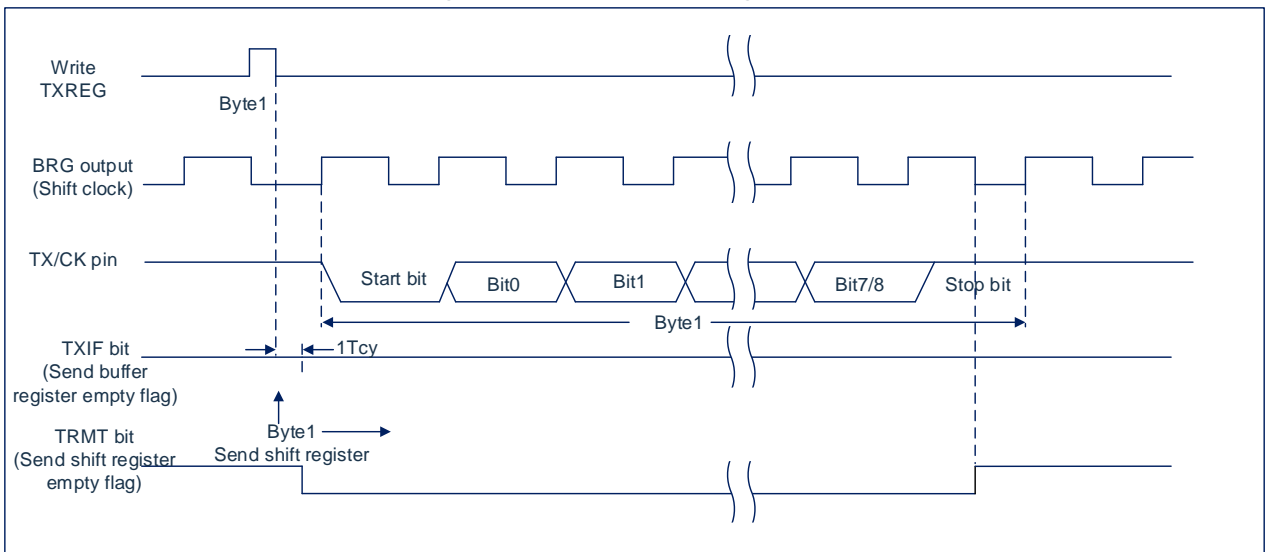 Write
TXREG
Byte1
BRG output
(Shift clock)
TX/CK pin
Start bit
Bit0
Bit1
Bit7/8
Stop bit
Byte1
TXIF bit
(Send buffer
register empty flag)
1Tcy
Byte1
Send shift register
TRMT bit
(Send shift register
empty flag)